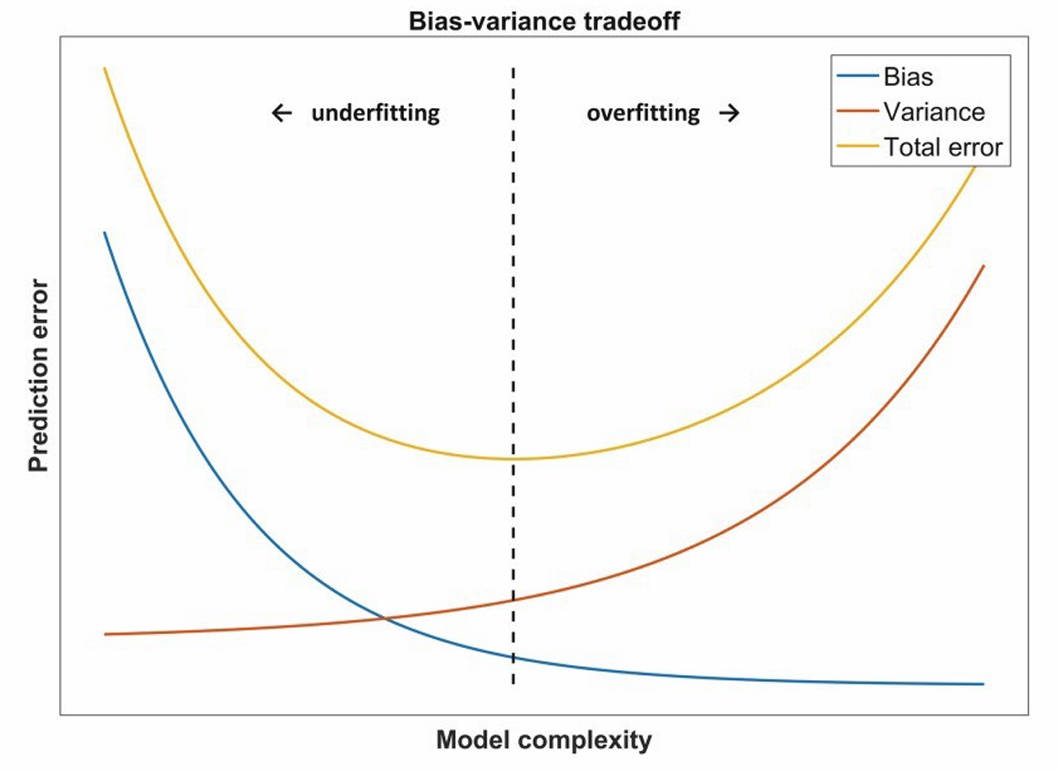 Bias-variance tradeoff
← underfitting
overfitting →
Bias
Variance
Total error
Prediction error
Model complexity